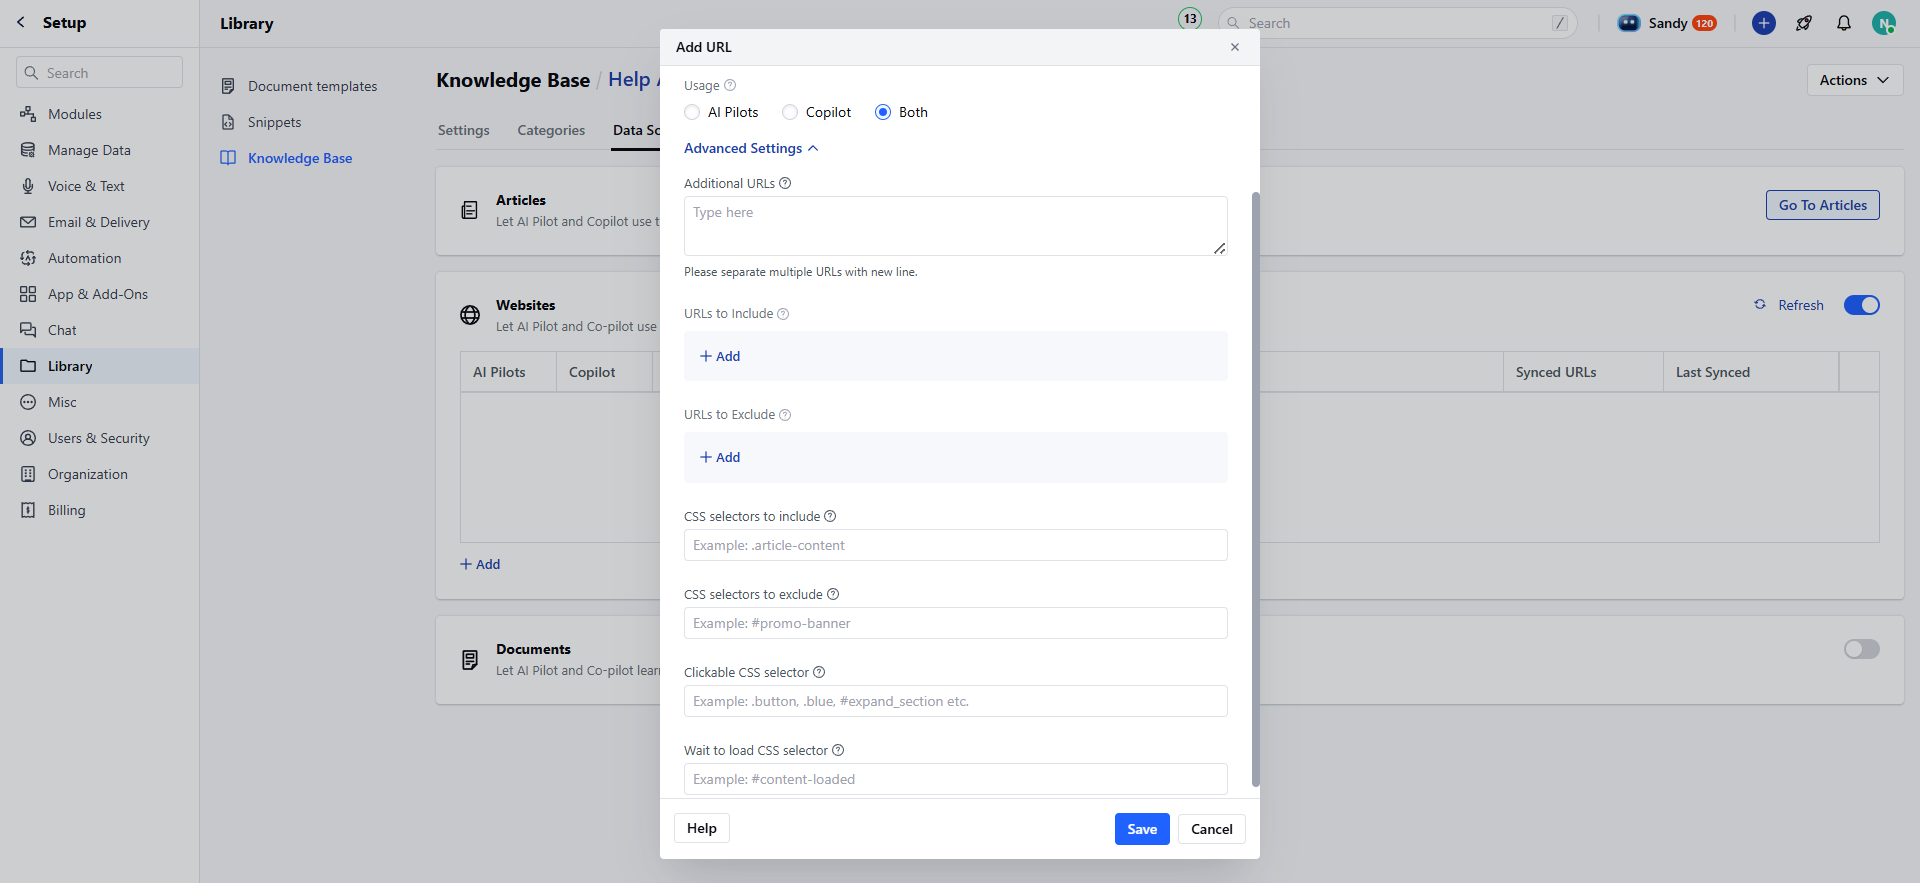 Setup
Library
13
Search
/
Sandy 120
N
Search
Modules
Manage Data
Voice & Text
Email & Delivery
Automation
App & Add-Ons
Chat
Library
Misc
Users & Security
Organization
Billing
Document templates
Snippets
Knowledge Base
Knowledge Base / Help
Actions
Settings
Categories
Data Sc
Articles
Let AI Pilot and Copilot use t
Go To Articles
Websites
Let AI Pilot and Co-pilot use
Refresh
AI Pilots
Copilot
Synced URLs
Last Synced
+ Add
Documents
Let AI Pilot and Co-pilot lear
Add URL
Usage
AI Pilots
Copilot
Both
Advanced Settings
Additional URLs
Type here
Please separate multiple URLs with new line.
URLs to Include
+ Add
URLs to Exclude
+ Add
CSS selectors to include
Example: .article-content
CSS selectors to exclude
Example: #promo-banner
Clickable CSS selector
Example: .button, .blue, #expand_section etc.
Wait to load CSS selector
Example: #content-loaded
Help
Save
Cancel